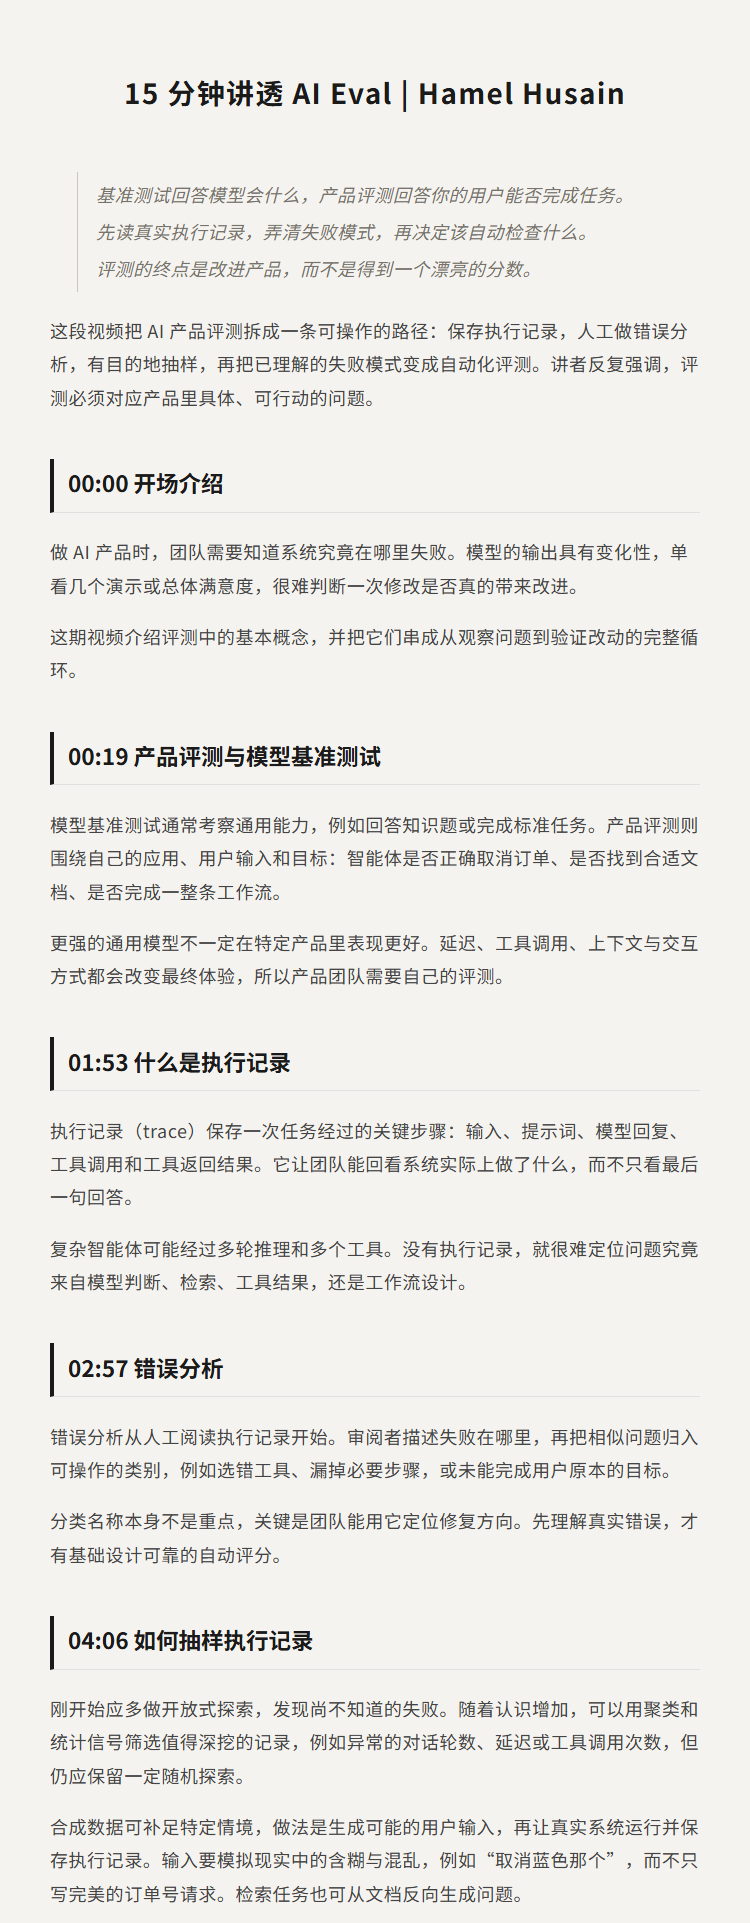 15 分钟讲透 AI Eval | Hamel Husain
基准测试回答模型会什么，产品评测回答你的用户能否完成任务。
先读真实执行记录，弄清失败模式，再决定该自动检查什么。
评测的终点是改进产品，而不是得到一个漂亮的分数。
这段视频把 AI 产品评测拆成一条可操作的路径：保存执行记录，人工做错误分
析，有目的地抽样，再把已理解的失败模式变成自动化评测。讲者反复强调，评
测必须对应产品里具体、可行动的问题。
00:00 开场介绍
做 AI 产品时，团队需要知道系统究竟在哪里失败。模型的输出具有变化性，单
看几个演示或总体满意度，很难判断一次修改是否真的带来改进。
这期视频介绍评测中的基本概念，并把它们串成从观察问题到验证改动的完整循
环。
00:19 产品评测与模型基准测试
模型基准测试通常考察通用能力，例如回答知识题或完成标准任务。产品评测则
围绕自己的应用、用户输入和目标：智能体是否正确取消订单、是否找到合适文
档、是否完成一整条工作流。
更强的通用模型不一定在特定产品里表现更好。延迟、工具调用、上下文与交互
方式都会改变最终体验，所以产品团队需要自己的评测。
01:53 什么是执行记录
执行记录（trace）保存一次任务经过的关键步骤：输入、提示词、模型回复、
工具调用和工具返回结果。它让团队能回看系统实际上做了什么，而不只看最后
一句回答。
复杂智能体可能经过多轮推理和多个工具。没有执行记录，就很难定位问题究竟
来自模型判断、检索、工具结果，还是工作流设计。
02:57 错误分析
错误分析从人工阅读执行记录开始。审阅者描述失败在哪里，再把相似问题归入
可操作的类别，例如选错工具、漏掉必要步骤，或未能完成用户原本的目标。
分类名称本身不是重点，关键是团队能用它定位修复方向。先理解真实错误，才
有基础设计可靠的自动评分。
04:06 如何抽样执行记录
刚开始应多做开放式探索，发现尚不知道的失败。随着认识增加，可以用聚类和
统计信号筛选值得深挖的记录，例如异常的对话轮数、延迟或工具调用次数，但
仍应保留一定随机探索。
合成数据可补足特定情境，做法是生成可能的用户输入，再让真实系统运行并保
存执行记录。输入要模拟现实中的含糊与混乱，例如“取消蓝色那个”，而不只
写完美的订单号请求。检索任务也可从文档反向生成问题。